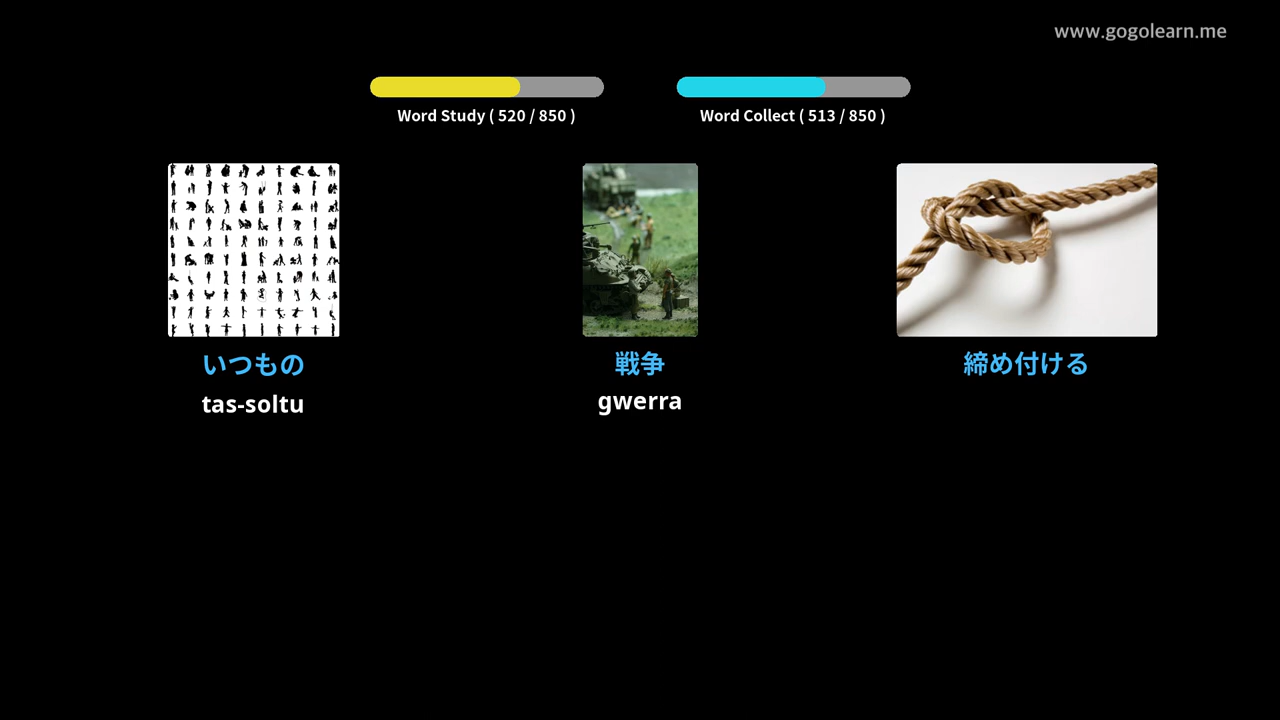 www.gogolearn.me
Word Study ( 520 / 850 )
Word Collect ( 513 / 850 )
いつもの
tas-soltu
戦争
gwerra
締め付ける